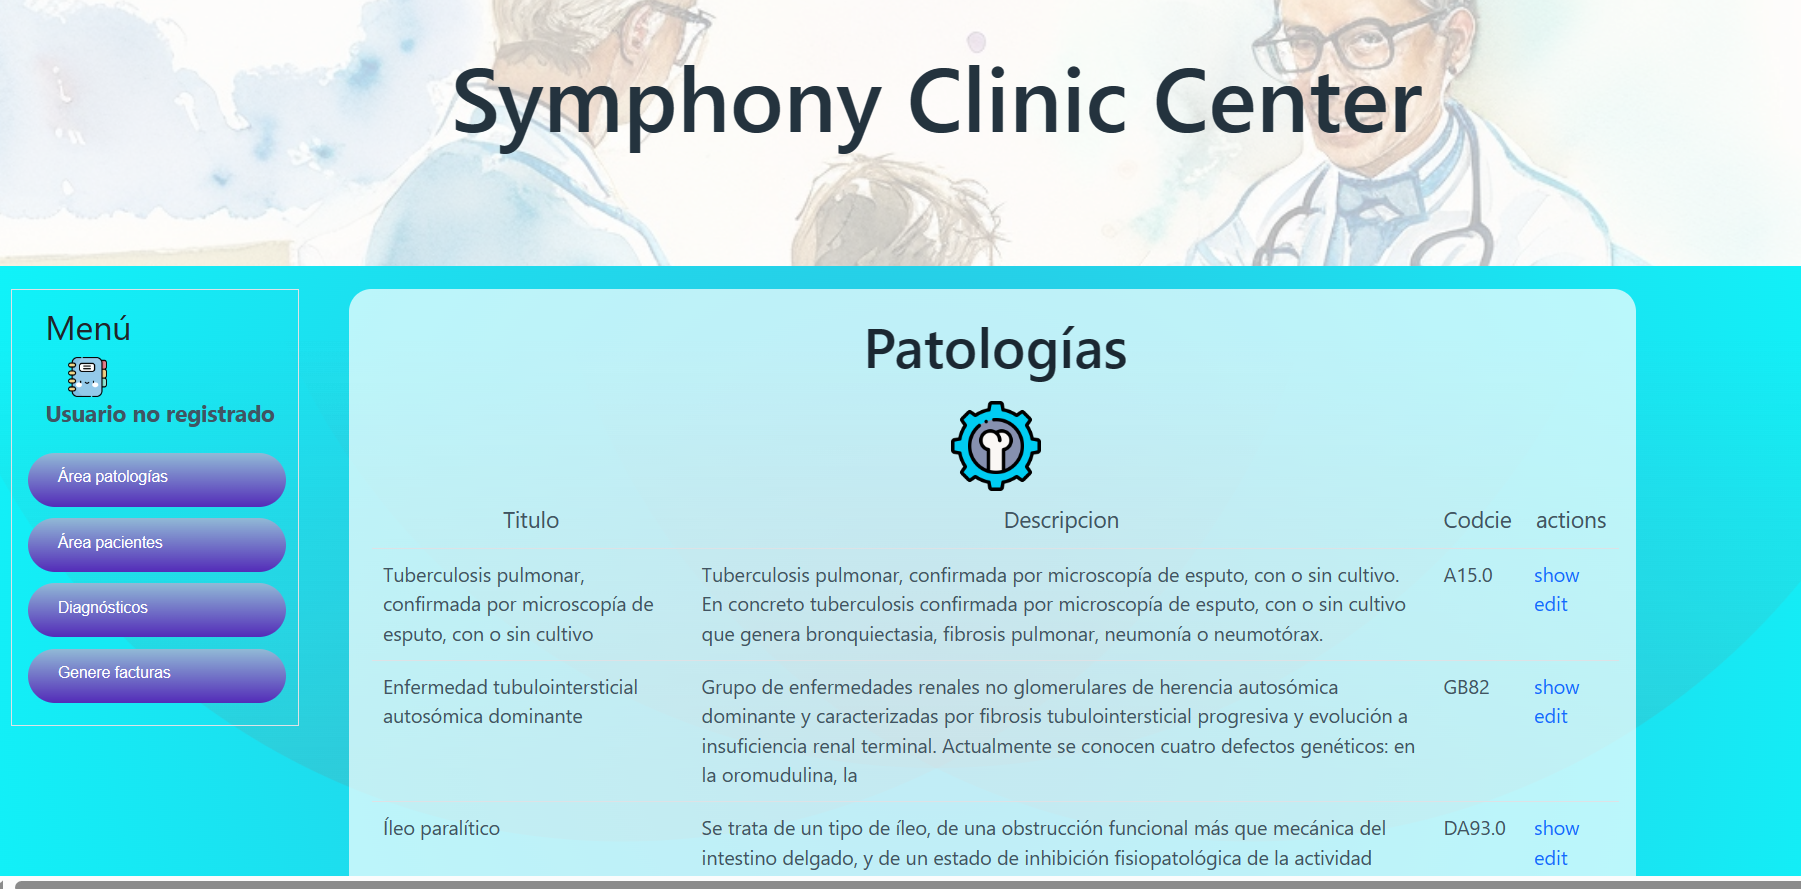 Symphony Clinic Center
Menú
Usuario no registrado
Área patologías
Área pacientes
Diagnósticos
Genere facturas
Patologías
Titulo Descripcion Codcie actions
Tuberculosis pulmonar,
confirmada por microscopía de
esputo, con o sin cultivo
Tuberculosis pulmonar, confirmada por microscopía de esputo, con o sin cultivo.
En concreto tuberculosis confirmada por microscopía de esputo, con o sin cultivo
que genera bronquiectasia, fibrosis pulmonar, neumonía o neumotórax.
A15.0
show
edit
Enfermedad tubulointersticial
autosómica dominante
Grupo de enfermedades renales no glomerulares de herencia autosómica
dominante y caracterizadas por fibrosis tubulointersticial progresiva y evolución a
insuficiencia renal terminal. Actualmente se conocen cuatro defectos genéticos: en
la oromudulina, la
GB82
show
edit
Íleo paralítico
Se trata de un tipo de íleo, de una obstrucción funcional más que mecánica del
intestino delgado, y de un estado de inhibición fisiopatológica de la actividad
DA93.0
show
edit